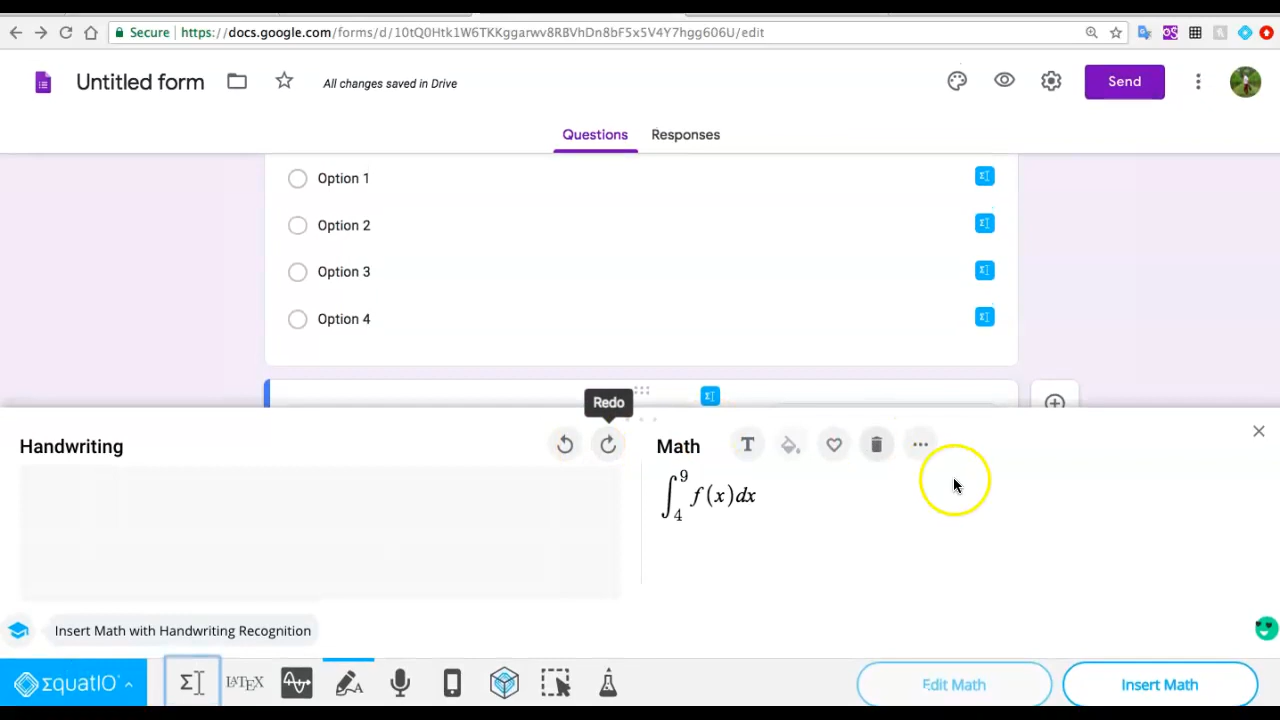 Secure https://docs.google.com/forms/d/10tQ0Htk1W6TKKggarwv8RBVhDn8bF5x5V4Y7hgg606U/edit
Untitled form
All changes saved in Drive
Send
Questions Responses
Option 1
Option 2
Option 3
Option 4
Redo
Handwriting
Math
T
∫₄⁹ f(x)dx
Insert Math with Handwriting Recognition
EquatIO
LATEX
Edit Math
Insert Math